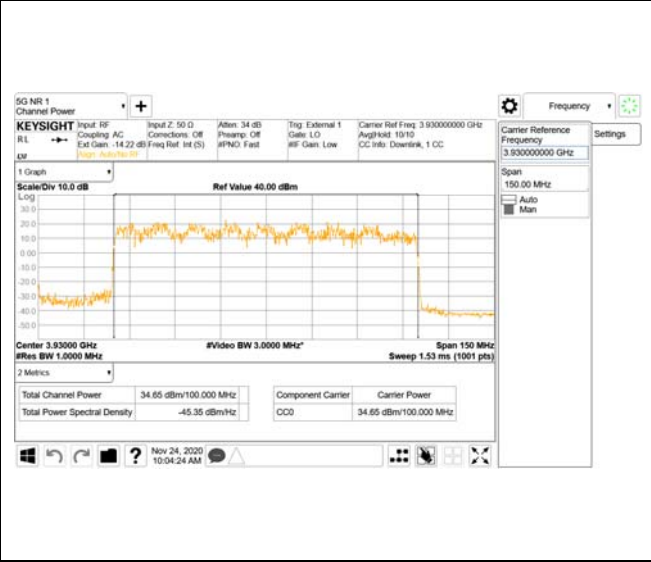 5G NR 1
Channel Power
Frequency
KEYSIGHT
RL
Input: RF
Coupling: AC
Ext Gain: -14.22 dB
Align: Auto/No RF
Input Z: 50 Ω
Corrections: Off
Freq Ref: Int (S)
Atten: 34 dB
Preamp: Off
#PNO: Fast
Trig: External 1
Gate: LO
#IF Gain: Low
Carrier Ref Freq: 3.930000000 GHz
Avg|Hold: 10/10
CC Info: Downlink, 1 CC
Carrier Reference
Frequency
3.930000000 GHz
Settings
Span
150.00 MHz
Auto
Man
1 Graph
Scale/Div 10.0 dB
Ref Value 40.00 dBm
Log
30.0
20.0
10.0
0.00
-10.0
-20.0
-30.0
-40.0
-50.0
Center 3.93000 GHz
#Video BW 3.0000 MHz*
Span 150 MHz
#Res BW 1.0000 MHz
Sweep 1.53 ms (1001 pts)
2 Metrics
Total Channel Power 34.65 dBm/100.000 MHz
Total Power Spectral Density -45.35 dBm/Hz
Component Carrier Carrier Power
CC0 34.65 dBm/100.000 MHz
?
Nov 24, 2020
10:04:24 AM